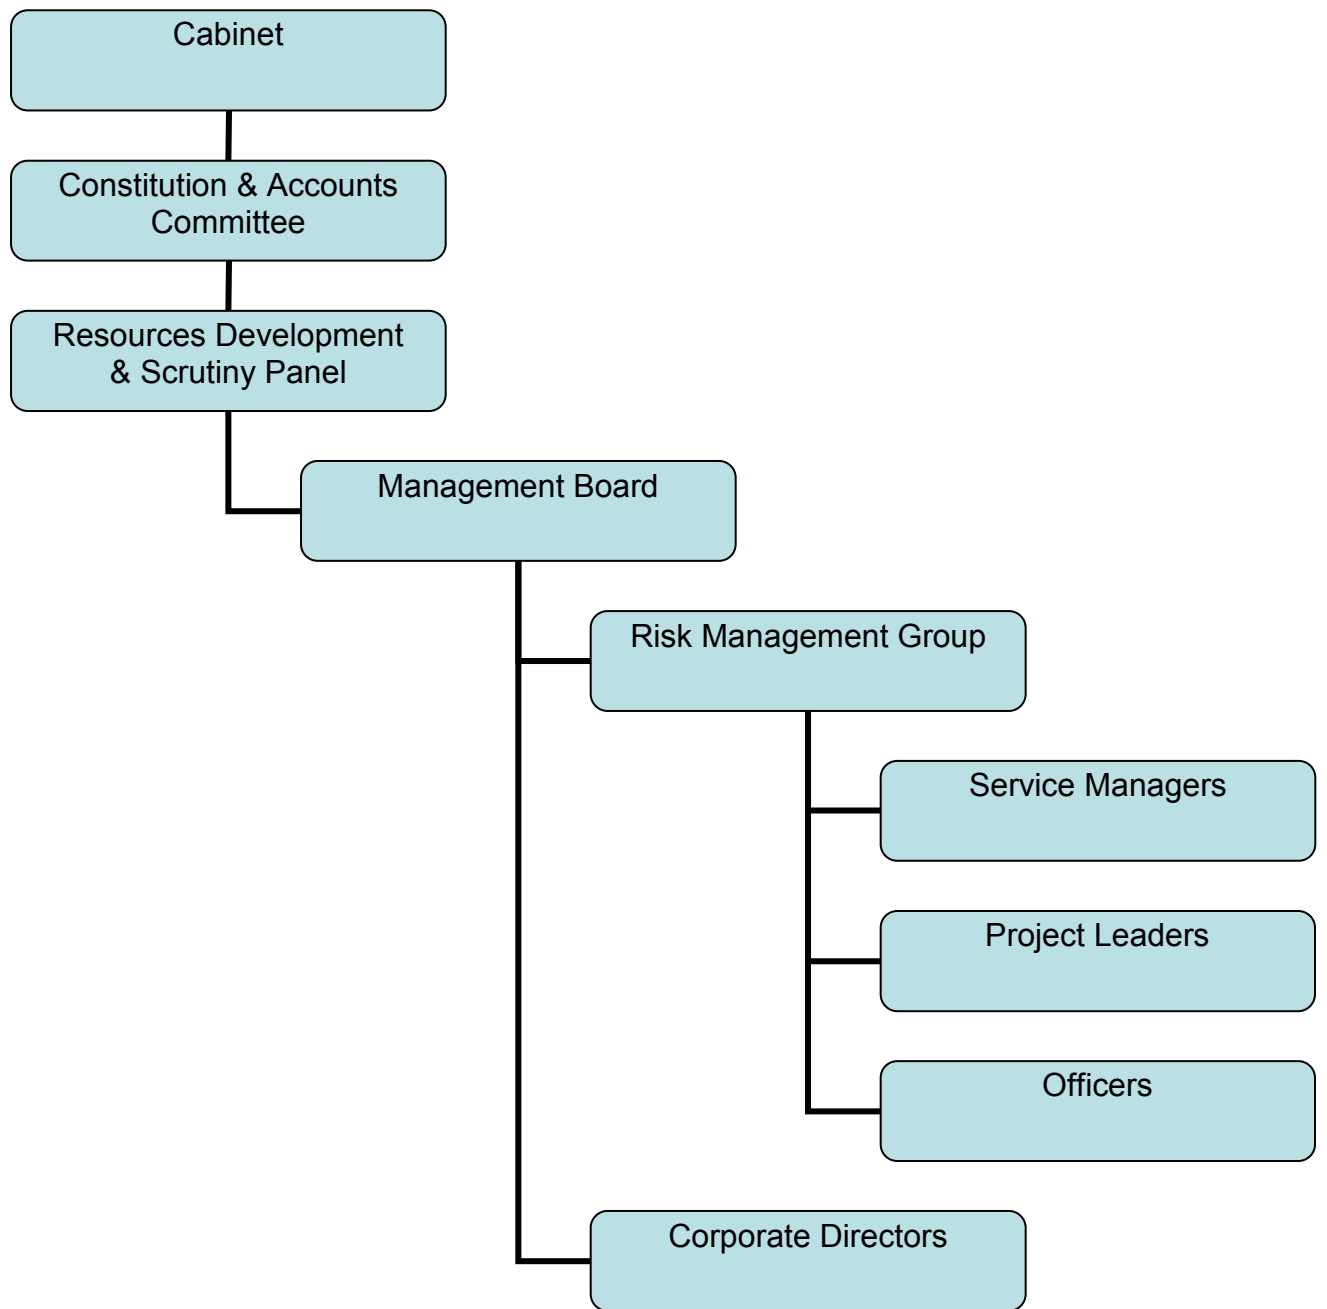 Cabinet
Constitution & Accounts
Committee
Resources Development
& Scrutiny Panel
Management Board
Risk Management Group
Service Managers
Project Leaders
Officers
Corporate Directors